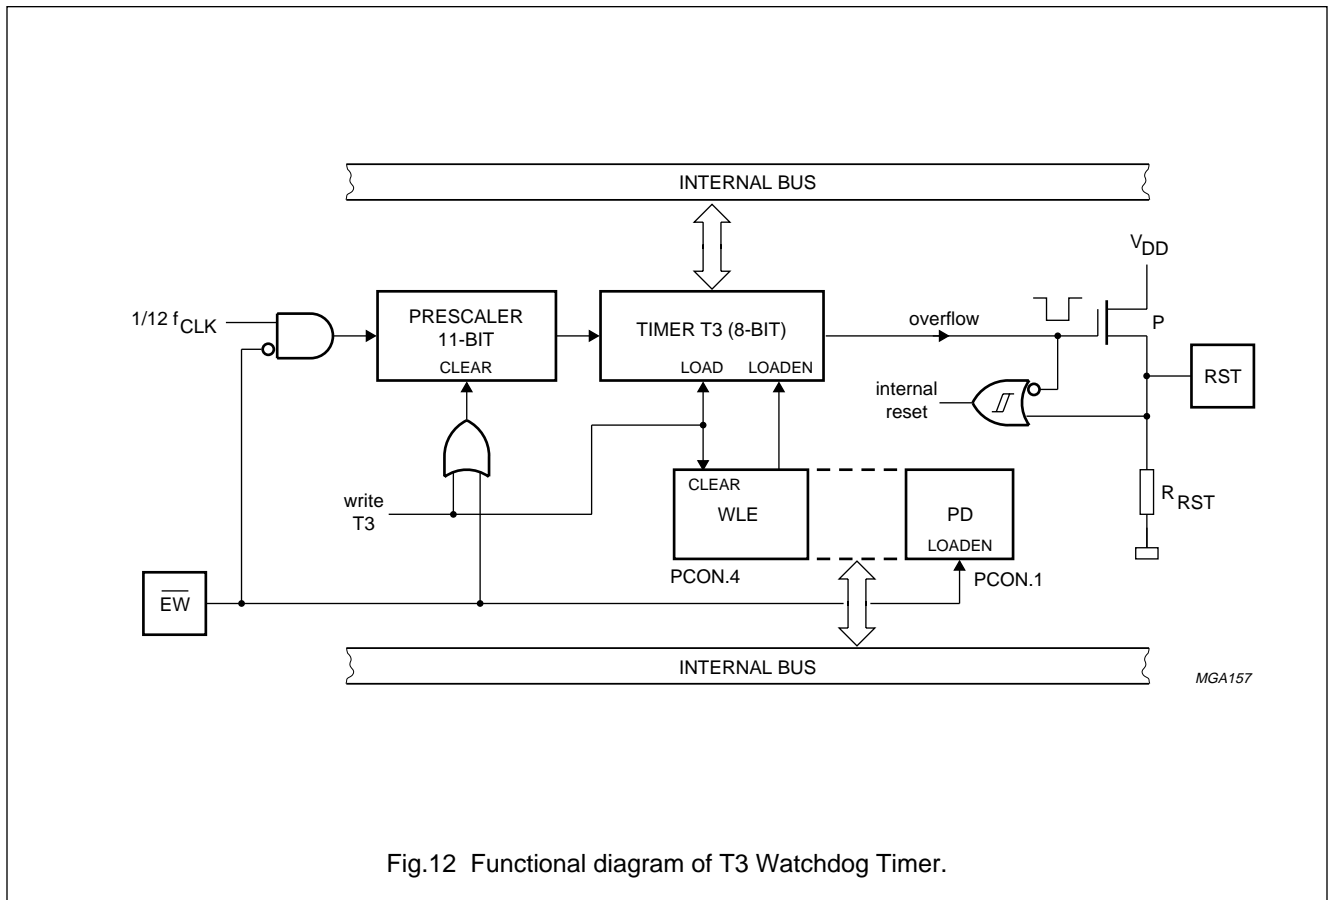 INTERNAL BUS
VDD
1/12 fCLK
PRESCALER
11-BIT
CLEAR
TIMER T3 (8-BIT)
LOAD LOADEN
overflow
P
RST
internal
reset
write
T3
CLEAR
WLE
PD
LOADEN
RRST
PCON.4
PCON.1
EW
INTERNAL BUS
MGA157
Fig.12 Functional diagram of T3 Watchdog Timer.